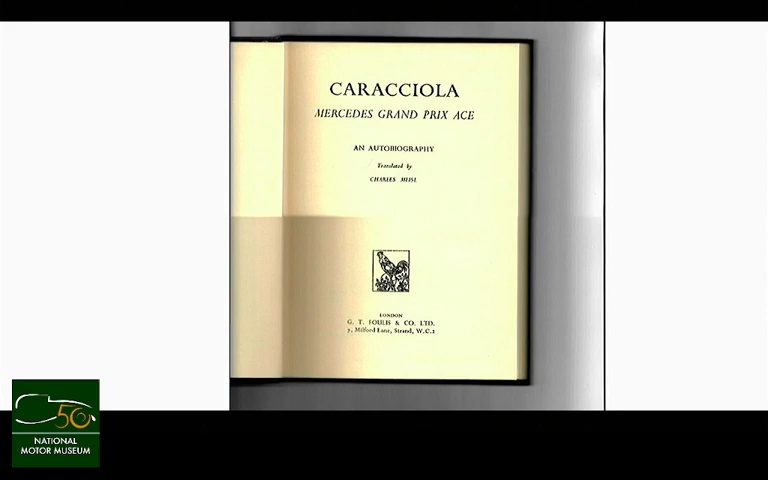 CARACCIOLA
MERCEDES GRAND PRIX ACE
AN AUTOBIOGRAPHY
Translated by
CHARLES MEISL
LONDON
G. T. FOULIS & CO. LTD.
7, Milford Lane, Strand, W.C.2
50
NATIONAL
MOTOR MUSEUM